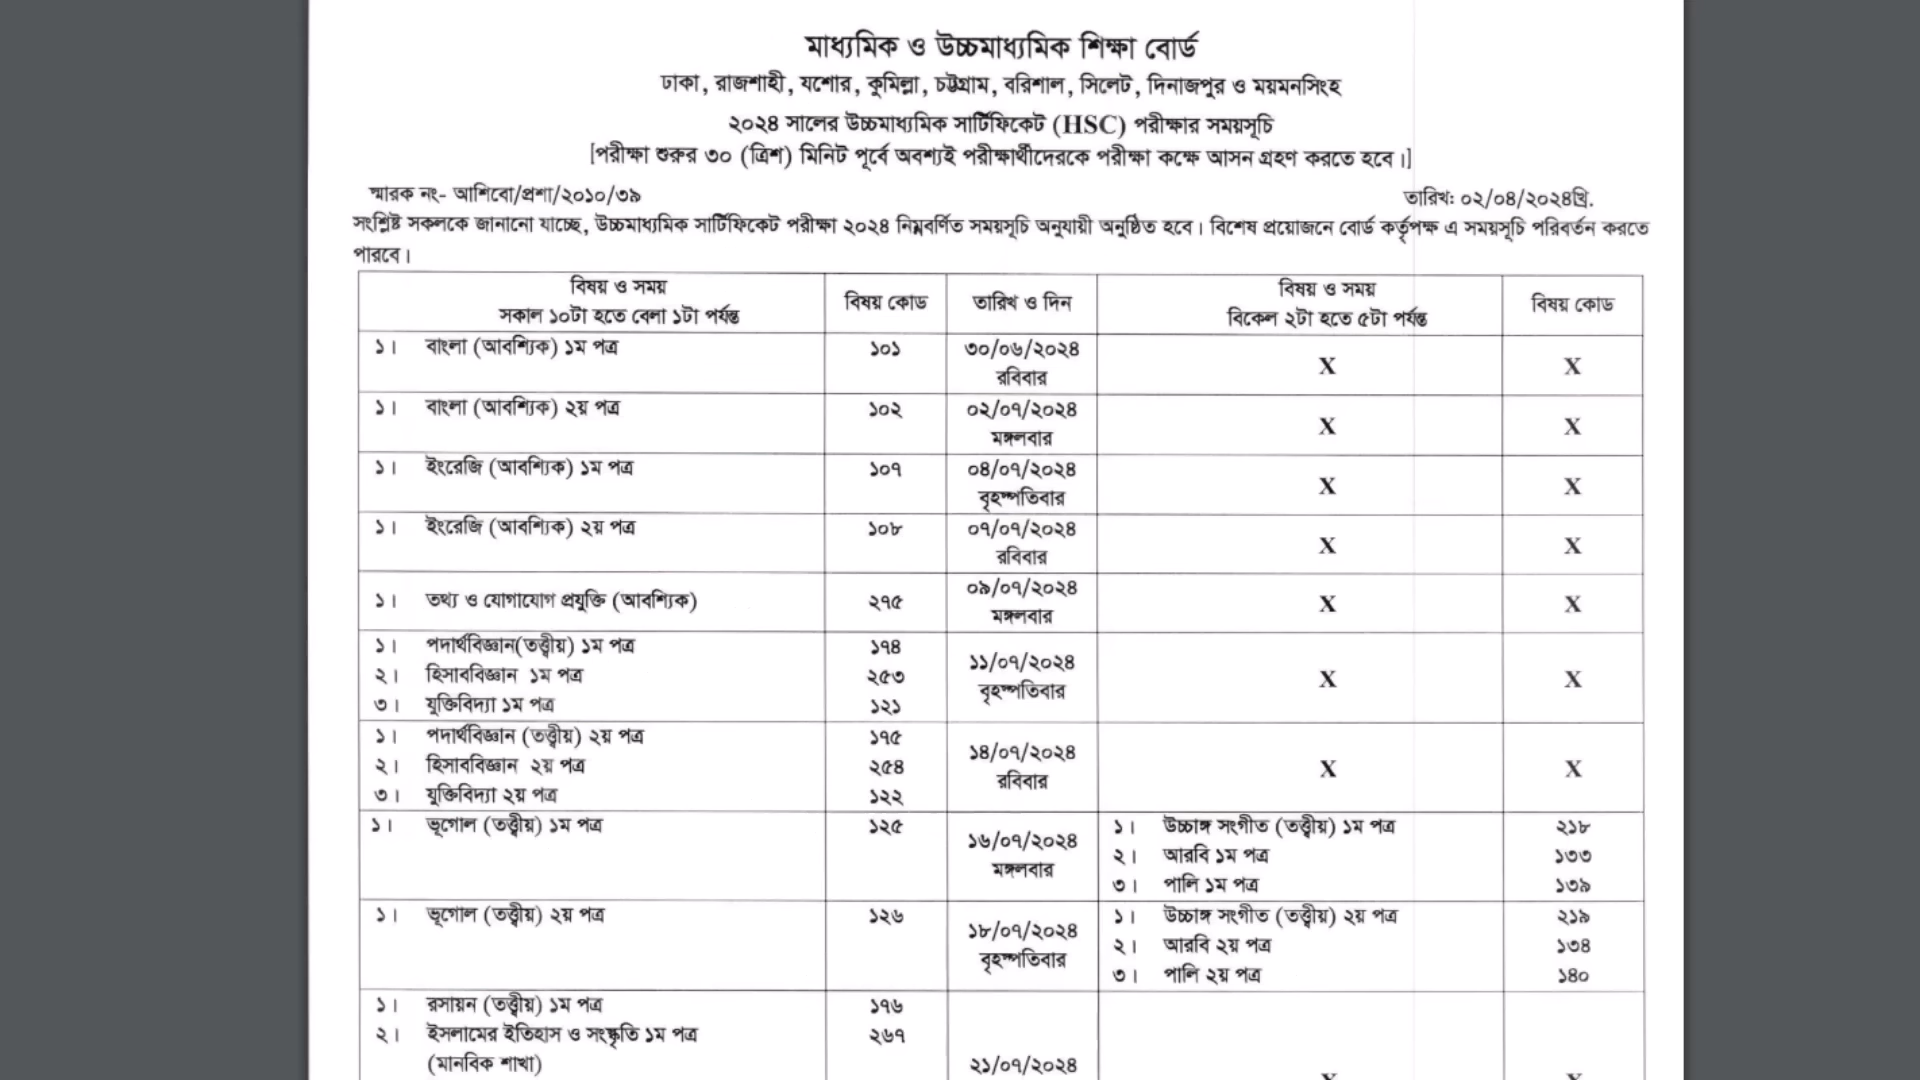 মাধ্যমিক ও উচ্চমাধ্যমিক শিক্ষা বোর্ড
ঢাকা, রাজশাহী, যশোর, কুমিল্লা, চট্টগ্রাম, বরিশাল, সিলেট, দিনাজপুর ও ময়মনসিংহ
২০২৪ সালের উচ্চমাধ্যমিক সার্টিফিকেট (HSC) পরীক্ষার সময়সূচি
[পরীক্ষা শুরুর ৩০ (ত্রিশ) মিনিট পূর্বে অবশ্যই পরীক্ষার্থীদেরকে পরীক্ষা কক্ষে আসন গ্রহণ করতে হবে।]
স্মারক নং- আশিবো/প্রশা/২০১০/৩৯ তারিখ: ০২/০৪/২০২৪খ্রি.
সংশ্লিষ্ট সকলকে জানানো যাচ্ছে, উচ্চমাধ্যমিক সার্টিফিকেট পরীক্ষা ২০২৪ নিম্নবর্ণিত সময়সূচি অনুযায়ী অনুষ্ঠিত হবে। বিশেষ প্রয়োজনে বোর্ড কর্তৃপক্ষ এ সময়সূচি পরিবর্তন করতে
পারবে।
বিষয় ও সময় বিষয় কোড তারিখ ও দিন বিষয় ও সময় বিষয় কোড
সকাল ১০টা হতে বেলা ১টা পর্যন্ত বিকেল ২টা হতে ৫টা পর্যন্ত
১। বাংলা (আবশ্যিক) ১ম পত্র ১০১ ৩০/০৬/২০২৪ X X
রবিবার
১। বাংলা (আবশ্যিক) ২য় পত্র ১০২ ০২/০৭/২০২৪ X X
মঙ্গলবার
১। ইংরেজি (আবশ্যিক) ১ম পত্র ১০৭ ০৪/০৭/২০২৪ X X
বৃহস্পতিবার
১। ইংরেজি (আবশ্যিক) ২য় পত্র ১০৮ ০৭/০৭/২০২৪ X X
রবিবার
১। তথ্য ও যোগাযোগ প্রযুক্তি (আবশ্যিক) ২৭৫ ০৯/০৭/২০২৪ X X
মঙ্গলবার
১। পদার্থবিজ্ঞান(তত্ত্বীয়) ১ম পত্র ১৭৪
২। হিসাববিজ্ঞান ১ম পত্র ২৫৩ ১১/০৭/২০২৪ X X
৩। যুক্তিবিদ্যা ১ম পত্র ১২১ বৃহস্পতিবার
১। পদার্থবিজ্ঞান (তত্ত্বীয়) ২য় পত্র ১৭৫
২। হিসাববিজ্ঞান ২য় পত্র ২৫৪ ১৪/০৭/২০২৪ X X
৩। যুক্তিবিদ্যা ২য় পত্র ১২২ রবিবার
১। ভূগোল (তত্ত্বীয়) ১ম পত্র ১২৫ ১। উচ্চাঙ্গ সংগীত (তত্ত্বীয়) ১ম পত্র ২১৮
১৬/০৭/২০২৪ ২। আরবি ১ম পত্র ১৩৩
মঙ্গলবার ৩। পালি ১ম পত্র ১৩৯
১। ভূগোল (তত্ত্বীয়) ২য় পত্র ১২৬ ১। উচ্চাঙ্গ সংগীত (তত্ত্বীয়) ২য় পত্র ২১৯
১৮/০৭/২০২৪ ২। আরবি ২য় পত্র ১৩৪
বৃহস্পতিবার ৩। পালি ২য় পত্র ১৪০
১। রসায়ন (তত্ত্বীয়) ১ম পত্র ১৭৬
২। ইসলামের ইতিহাস ও সংষ্কৃতি ১ম পত্র ২৬৭
(মানবিক শাখা) ২১/০৭/২০২৪ X X